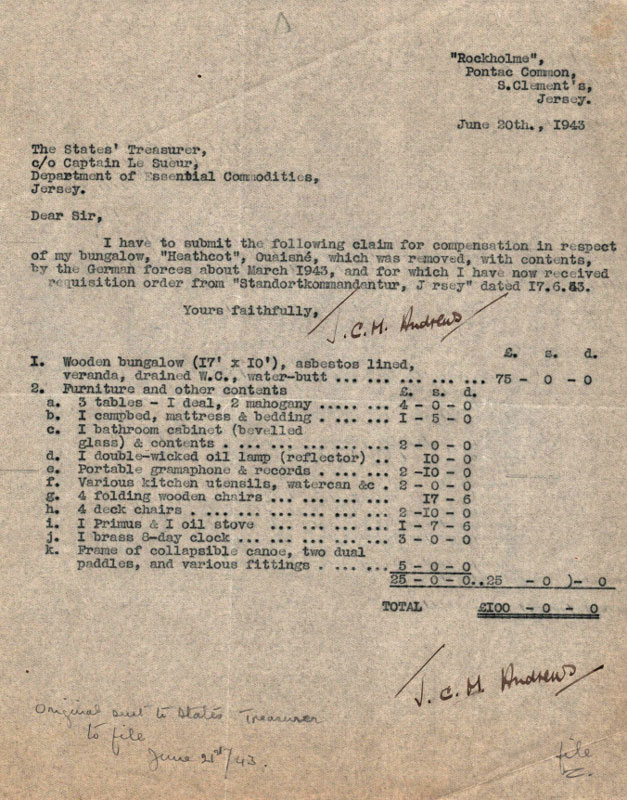 "Rockholme",
Pontac Common,
S.Clement's,
Jersey.
June 20th., I943
The States' Treasurer,
c/o Captain Le Sueur,
Department of Essential Commodities,
Jersey.
Dear Sir,
I have to submit the following claim for compensation in respect
of my bungalow, "Heathcot", Ouaisné, which was removed, with contents,
by the German forces about March I943, and for which I have now received
requisition order from "Standortkommandantur, J rsey" dated I7.6.43.
Yours faithfully,
J. C. M. Andrews
£. s. d.
I. Wooden bungalow (I7' x I0'), asbestos lined,
veranda, drained W.C., water-butt ... ... ... ... ... 75 - 0 - 0
2. Furniture and other contents £. s. d.
a. 3 tables - I deal, 2 mahogany ..... ... 4 - 0 - 0
b. I campbed, mattress & bedding . ... ... I - 5 - 0
c. I bathroom cabinet (bevelled
glass) & contents . ... ... ... ... ... 2 - 0 - 0
d. I double-wicked oil lamp (reflector) .. I0 - 0
e. Portable gramaphone & records . ... ... 2 -I0 - 0
f. Various kitchen utensils, watercan &c . 2 - 0 - 0
g. 4 folding wooden chairs ... ... ... ... I7 - 6
h. 4 deck chairs . ... ... ... ... ... ... 2 -I0 - 0
i. I Primus & I oil stove ... ... ... ... I - 7 - 6
j. I brass 8-day clock ... ... ... ... ... 3 - 0 - 0
k. Frame of collapsible canoe, two dual
paddles, and various fittings . ... ... 5 - 0 - 0
25 - 0 - 0..25 - 0 )- 0
TOTAL £I00 - 0 - 0
J. C. M. Andrews
Original sent to States Treasurer
to file
June 21st/43.
file